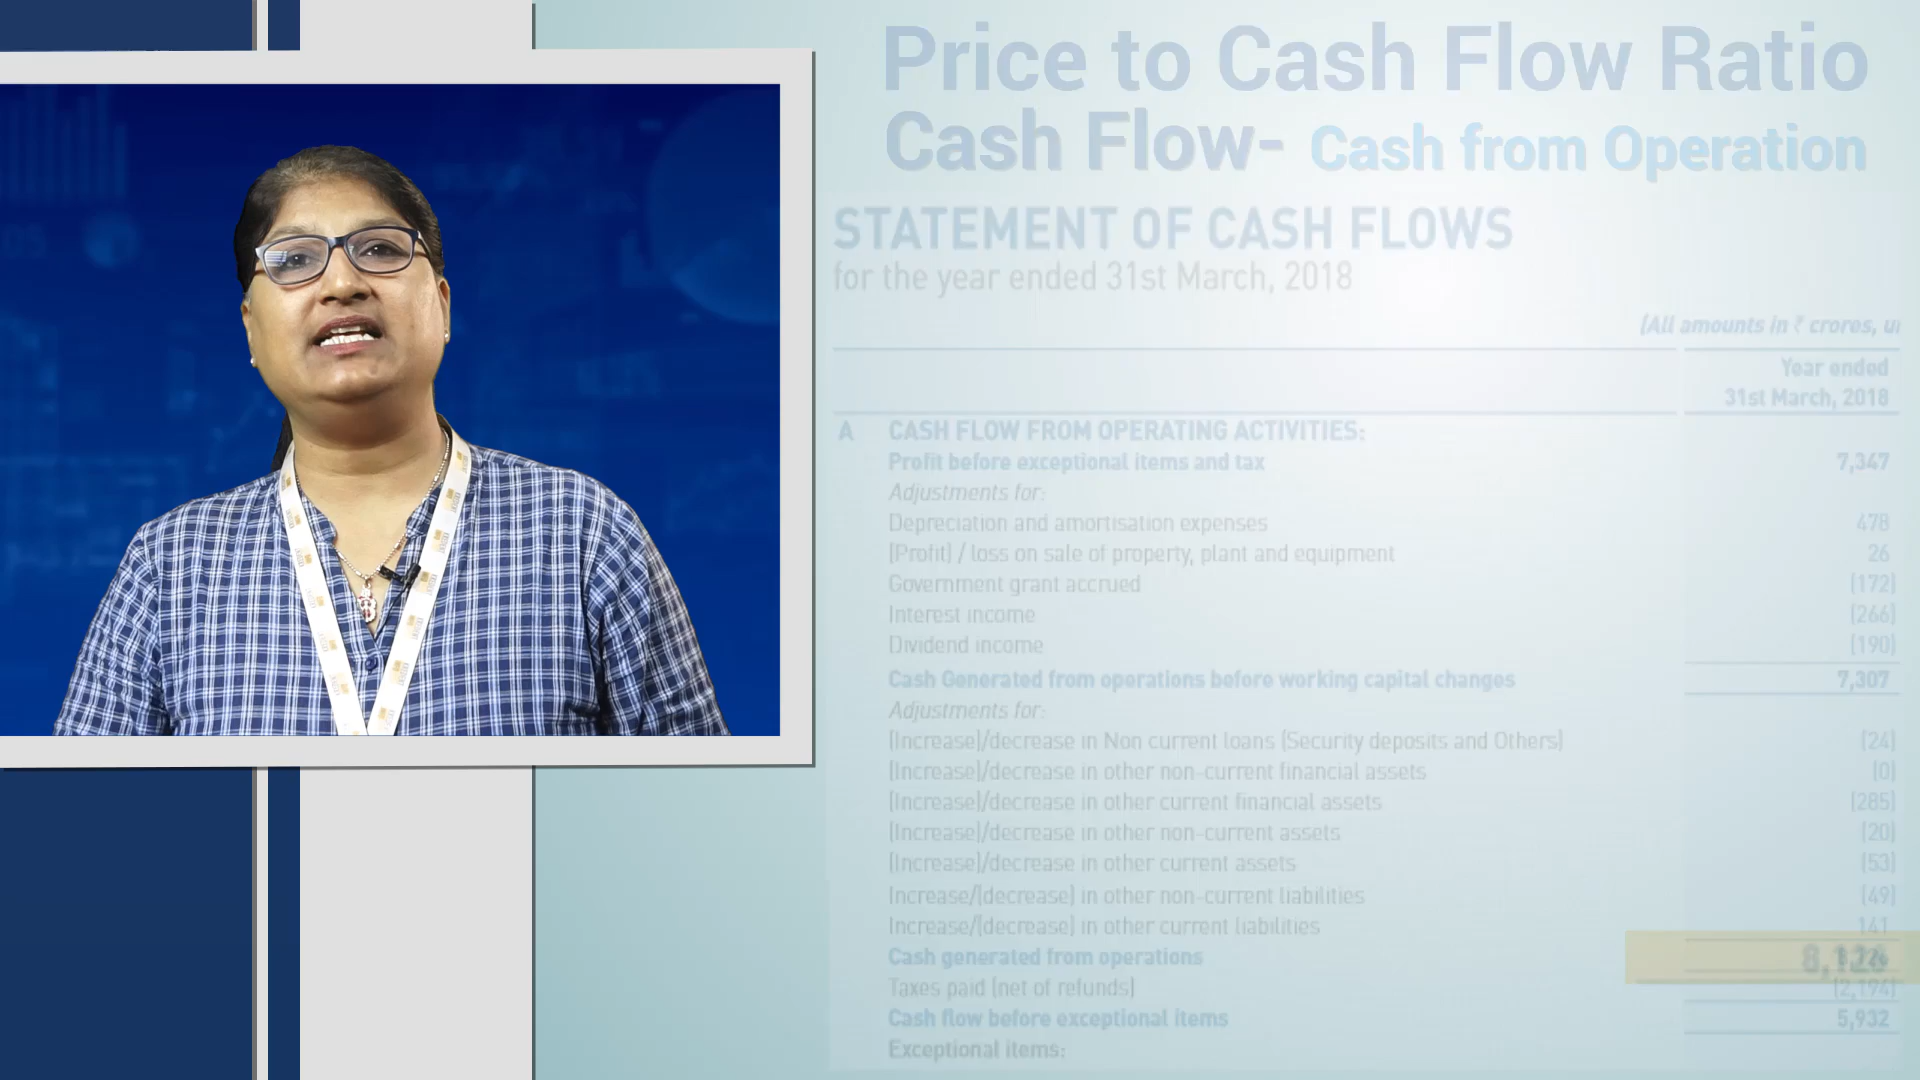 Price to Cash Flow Ratio
Cash Flow- Cash from Operation
STATEMENT OF CASH FLOWS
for the year ended 31st March, 2018
(All amounts in ₹ crores, un
Year ended
31st March, 2018
A CASH FLOW FROM OPERATING ACTIVITIES:
Profit before exceptional items and tax 7,347
Adjustments for:
Depreciation and amortisation expenses 478
(Profit) / loss on sale of property, plant and equipment 26
Government grant accrued (172)
Interest income (266)
Dividend income (190)
Cash Generated from operations before working capital changes 7,307
Adjustments for:
(Increase)/decrease in Non current loans (Security deposits and Others) (24)
(Increase)/decrease in other non-current financial assets (0)
(Increase)/decrease in other current financial assets (285)
(Increase)/decrease in other non-current assets (20)
(Increase)/decrease in other current assets (53)
Increase/(decrease) in other non-current liabilities (49)
Increase/(decrease) in other current liabilities 141
Cash generated from operations
Taxes paid (net of refunds) (2,194)
Cash flow before exceptional items 5,932
Exceptional items: